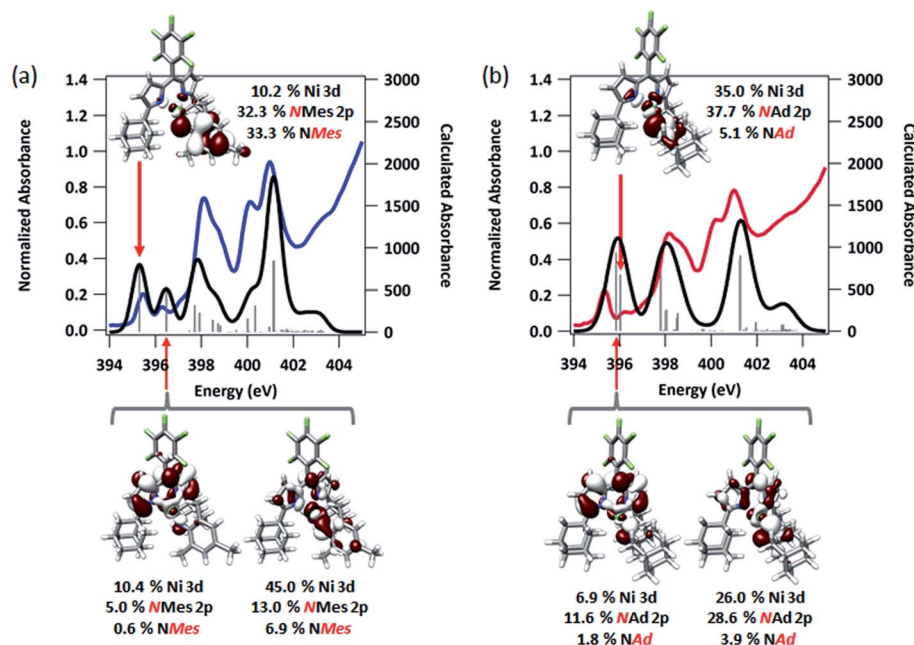 (a)
10.2 % Ni 3d
32.3 % NMes 2p
33.3 % NMes
1.4
1.2
1.0
0.8
0.6
0.4
0.2
0.0
Normalized Absorbance
3000
2500
2000
1500
1000
500
0
Calculated Absorbance
394 396 398 400 402 404
Energy (eV)
10.4 % Ni 3d
5.0 % NMes 2p
0.6 % NMes
45.0 % Ni 3d
13.0 % NMes 2p
6.9 % NMes
(b)
35.0 % Ni 3d
37.7 % NAd 2p
5.1 % NAd
1.4
1.2
1.0
0.8
0.6
0.4
0.2
0.0
Normalized Absorbance
3000
2500
2000
1500
1000
500
0
Calculated Absorbance
394 396 398 400 402 404
Energy (eV)
6.9 % Ni 3d
11.6 % NAd 2p
1.8 % NAd
26.0 % Ni 3d
28.6 % NAd 2p
3.9 % NAd